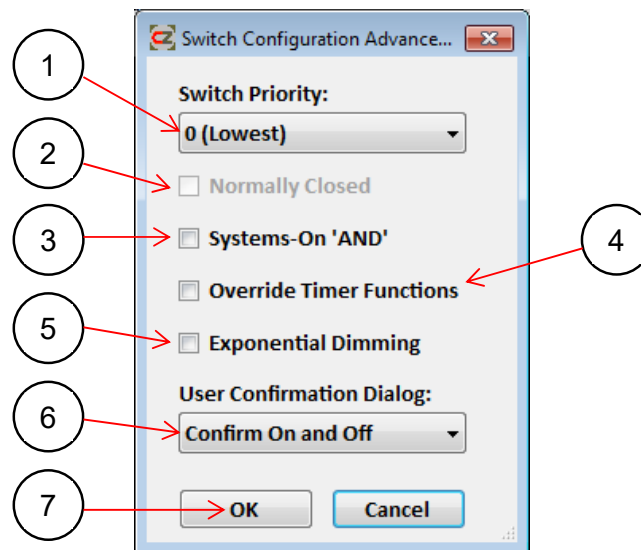 CZ Switch Configuration Advance...
1
Switch Priority:
0 (Lowest)
2
Normally Closed
3
Systems-On 'AND'
4
Override Timer Functions
5
Exponential Dimming
User Confirmation Dialog:
6
Confirm On and Off
7
OK
Cancel